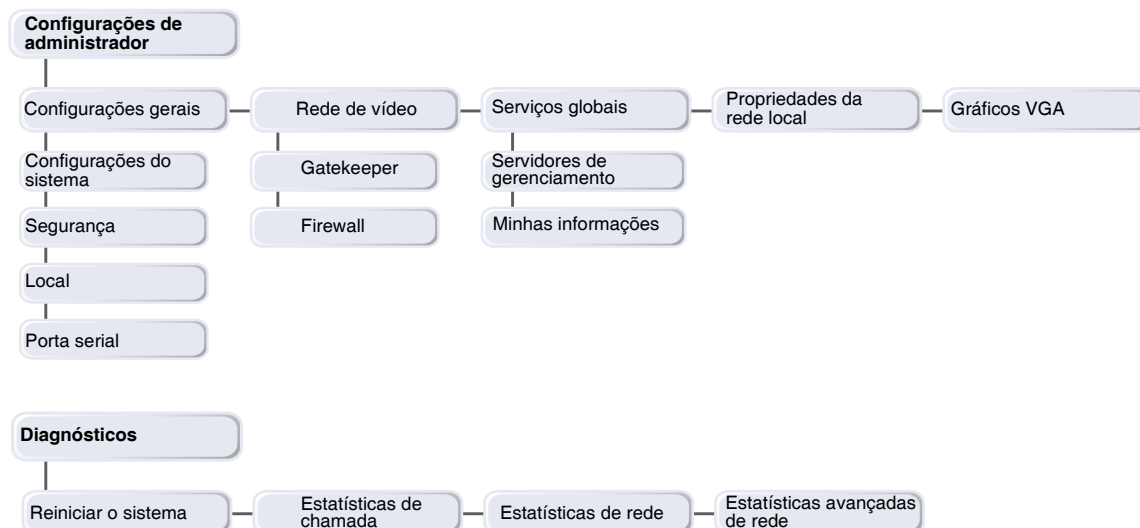 Configurações de
administrador
Configurações gerais
Rede de vídeo
Serviços globais
Propriedades da
rede local
Gráficos VGA
Configurações do
sistema
Gatekeeper
Servidores de
gerenciamento
Segurança
Firewall
Minhas informações
Local
Porta serial
Diagnósticos
Reiniciar o sistema
Estatísticas de
chamada
Estatísticas de rede
Estatísticas avançadas
de rede